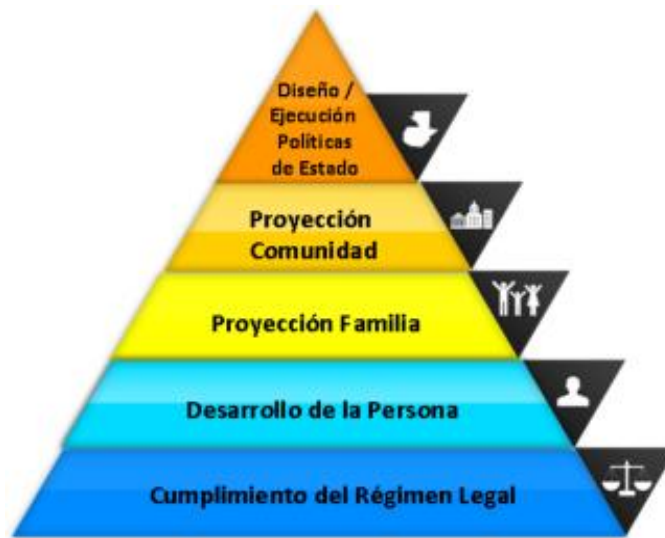 Diseño /
Ejecución
Políticas
de Estado
Proyección
Comunidad
Proyección Familia
Desarrollo de la Persona
Cumplimiento del Régimen Legal